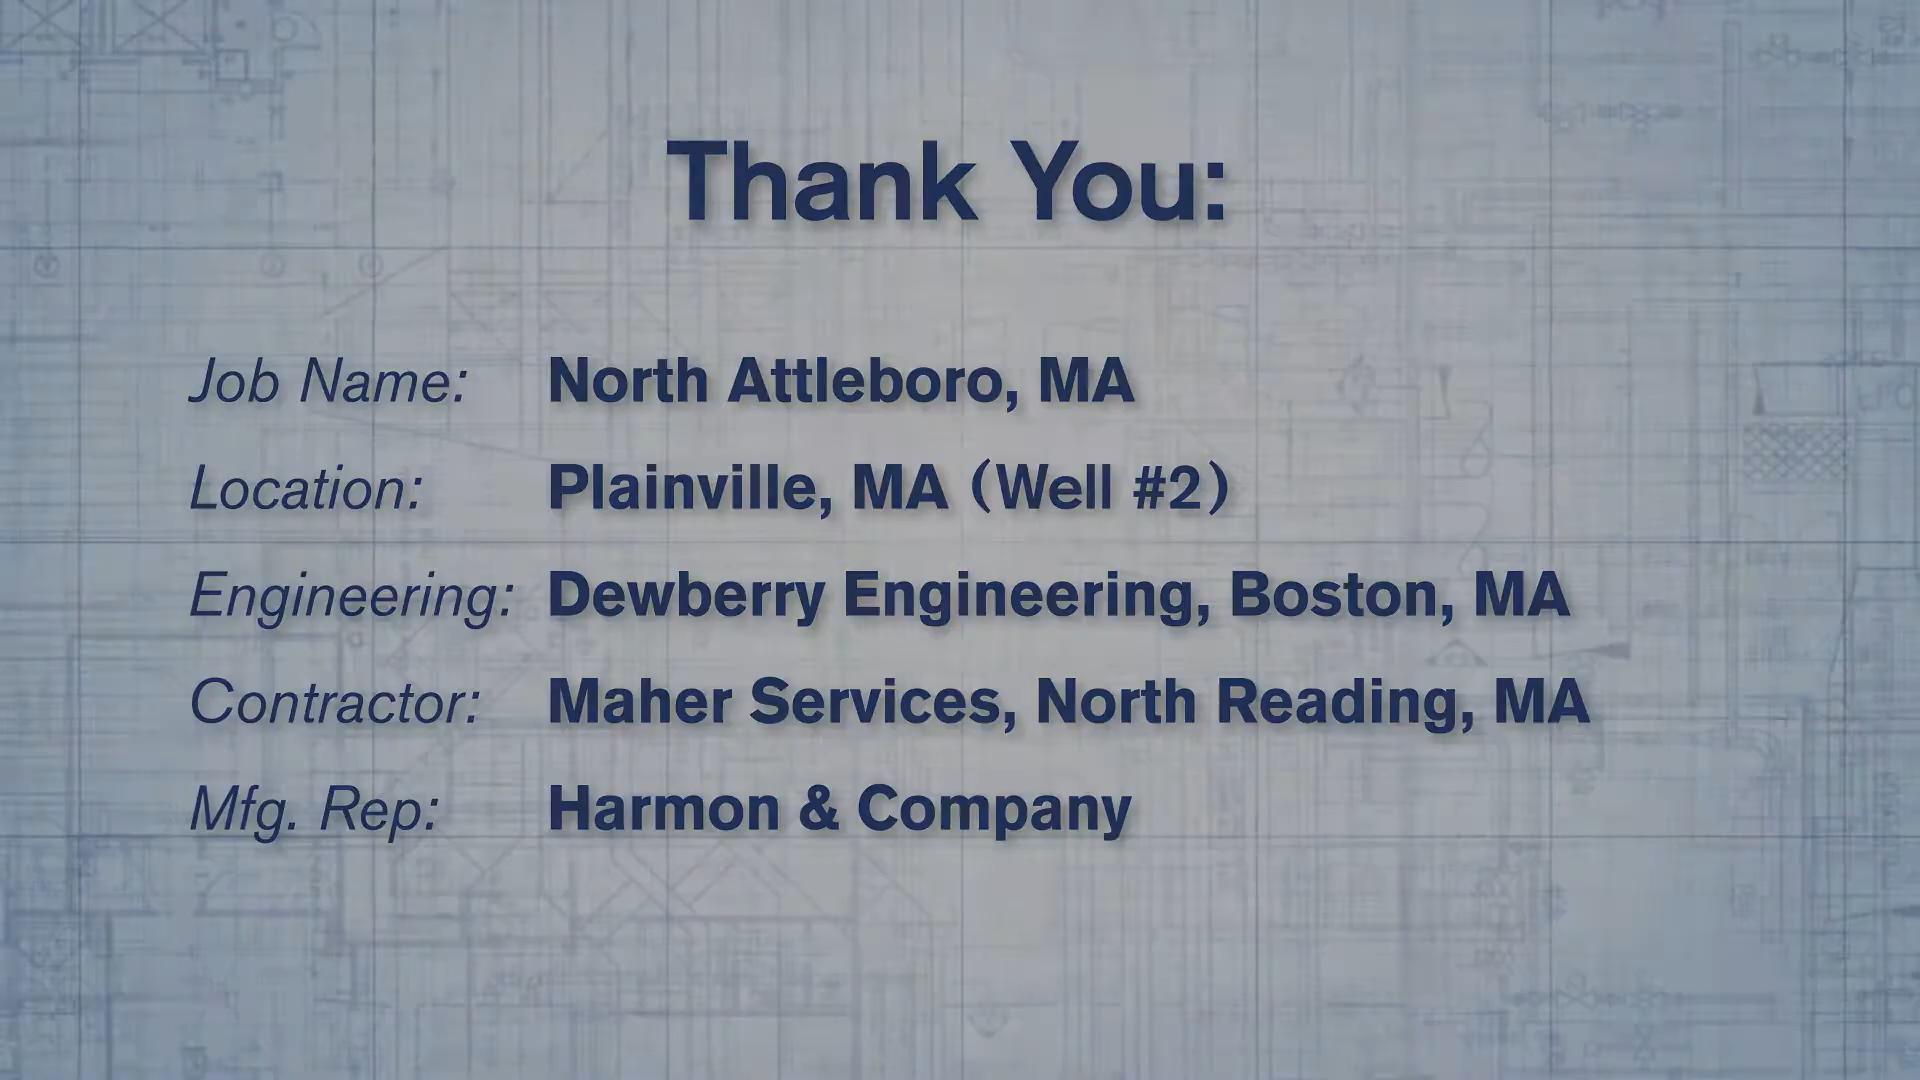 Thank You:
Job Name: North Attleboro, MA
Location: Plainville, MA (Well #2)
Engineering: Dewberry Engineering, Boston, MA
Contractor: Maher Services, North Reading, MA
Mfg. Rep: Harmon & Company